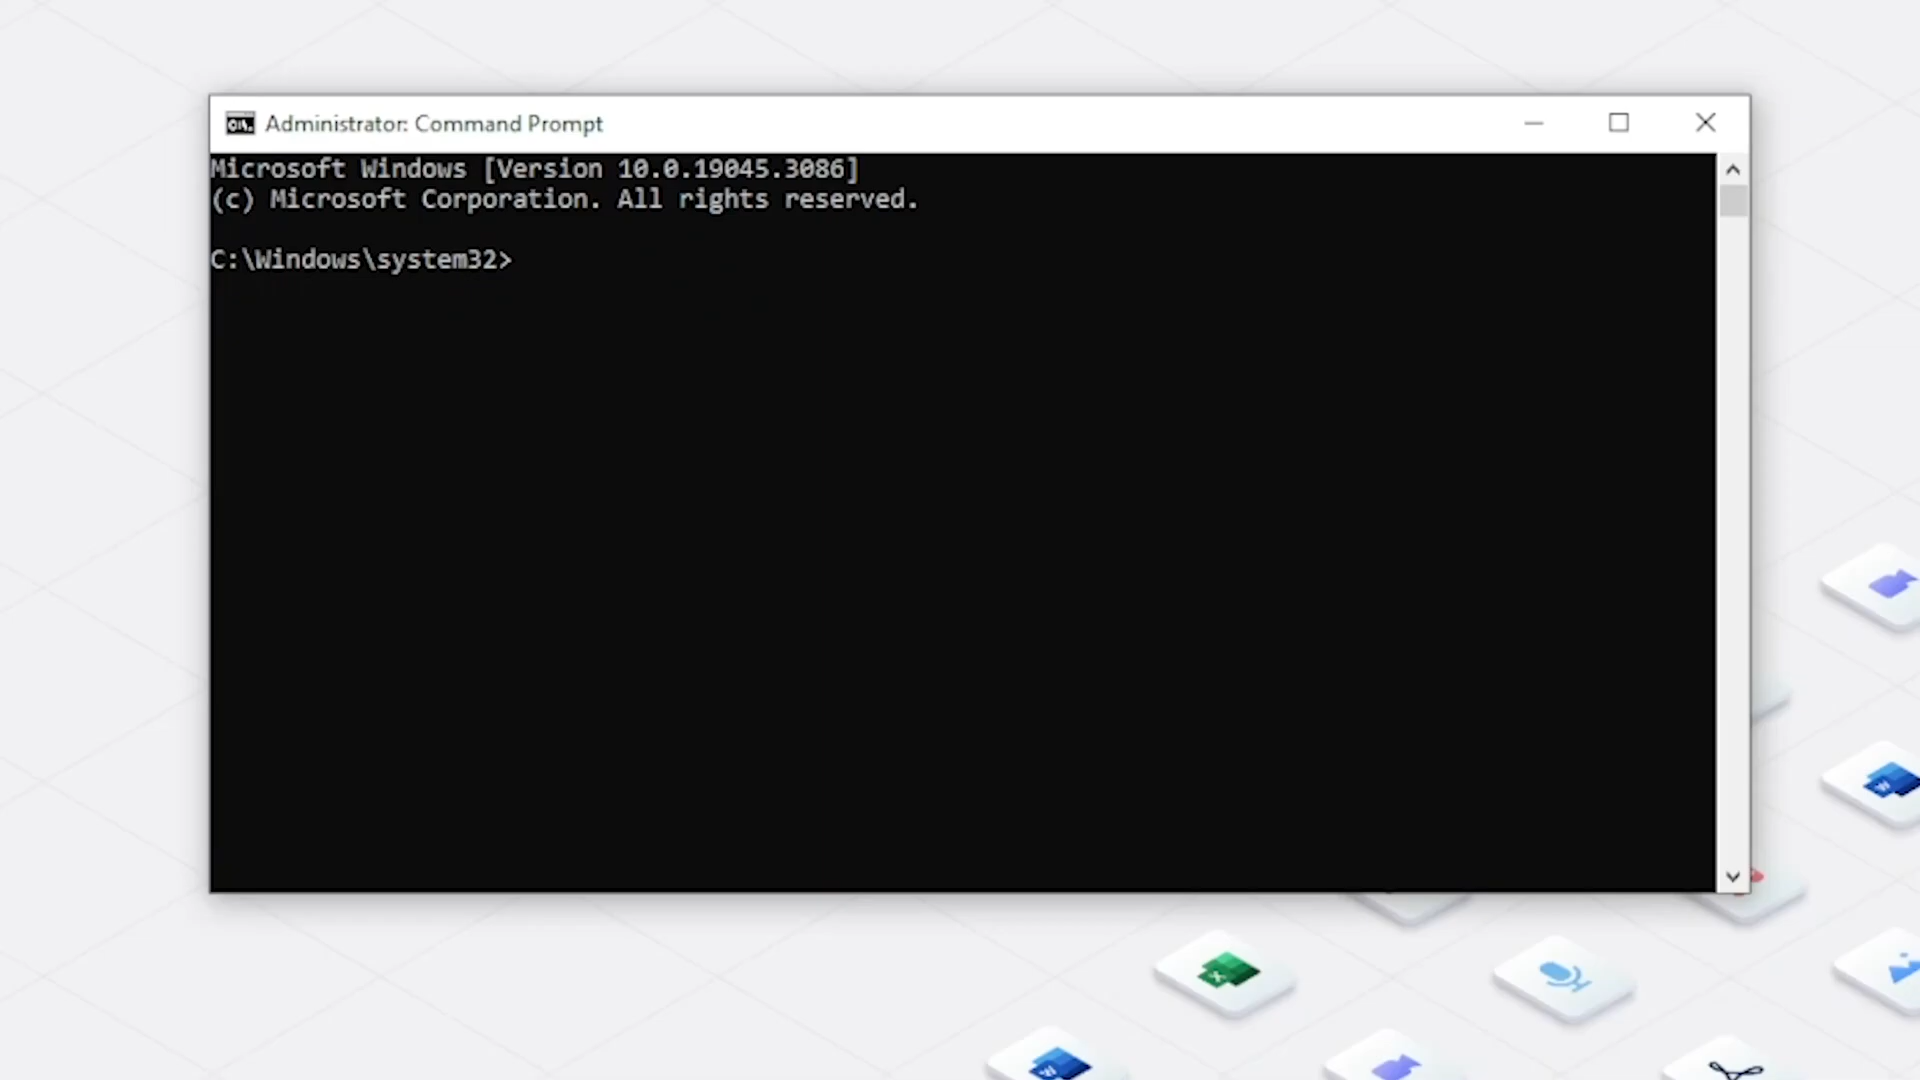 Administrator: Command Prompt
Microsoft Windows [Version 10.0.19045.3086]
(c) Microsoft Corporation. All rights reserved.
C:\Windows\system32>